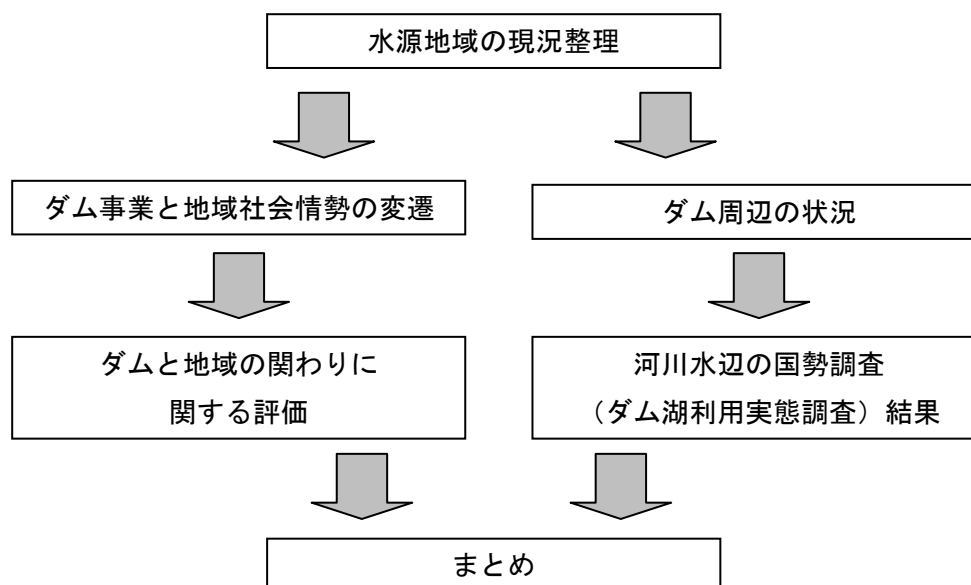 水源地域の現況整理
ダム事業と地域社会情勢の変遷
ダム周辺の状況
ダムと地域の関わりに
関する評価
河川水辺の国勢調査
（ダム湖利用実態調査）結果
まとめ